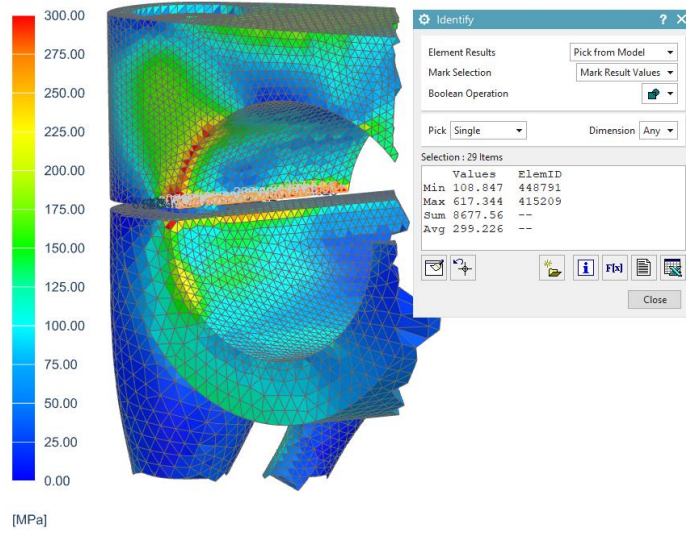 300.00
250.00
225.00
200.00
175.00
150.00
125.00
100.00
75.00
50.00
25.00
0.00
[MPa]
Identify
Element Results Pick from Model
Mark Selection Mark Result Values
Boolean Operation
Pick Single Dimension Any
Selection : 29 Items
Values ElemID
Min 108.847 448791
Max 617.344 415209
Sum 8677.56 --
Avg 299.226 --
F[x]
Close